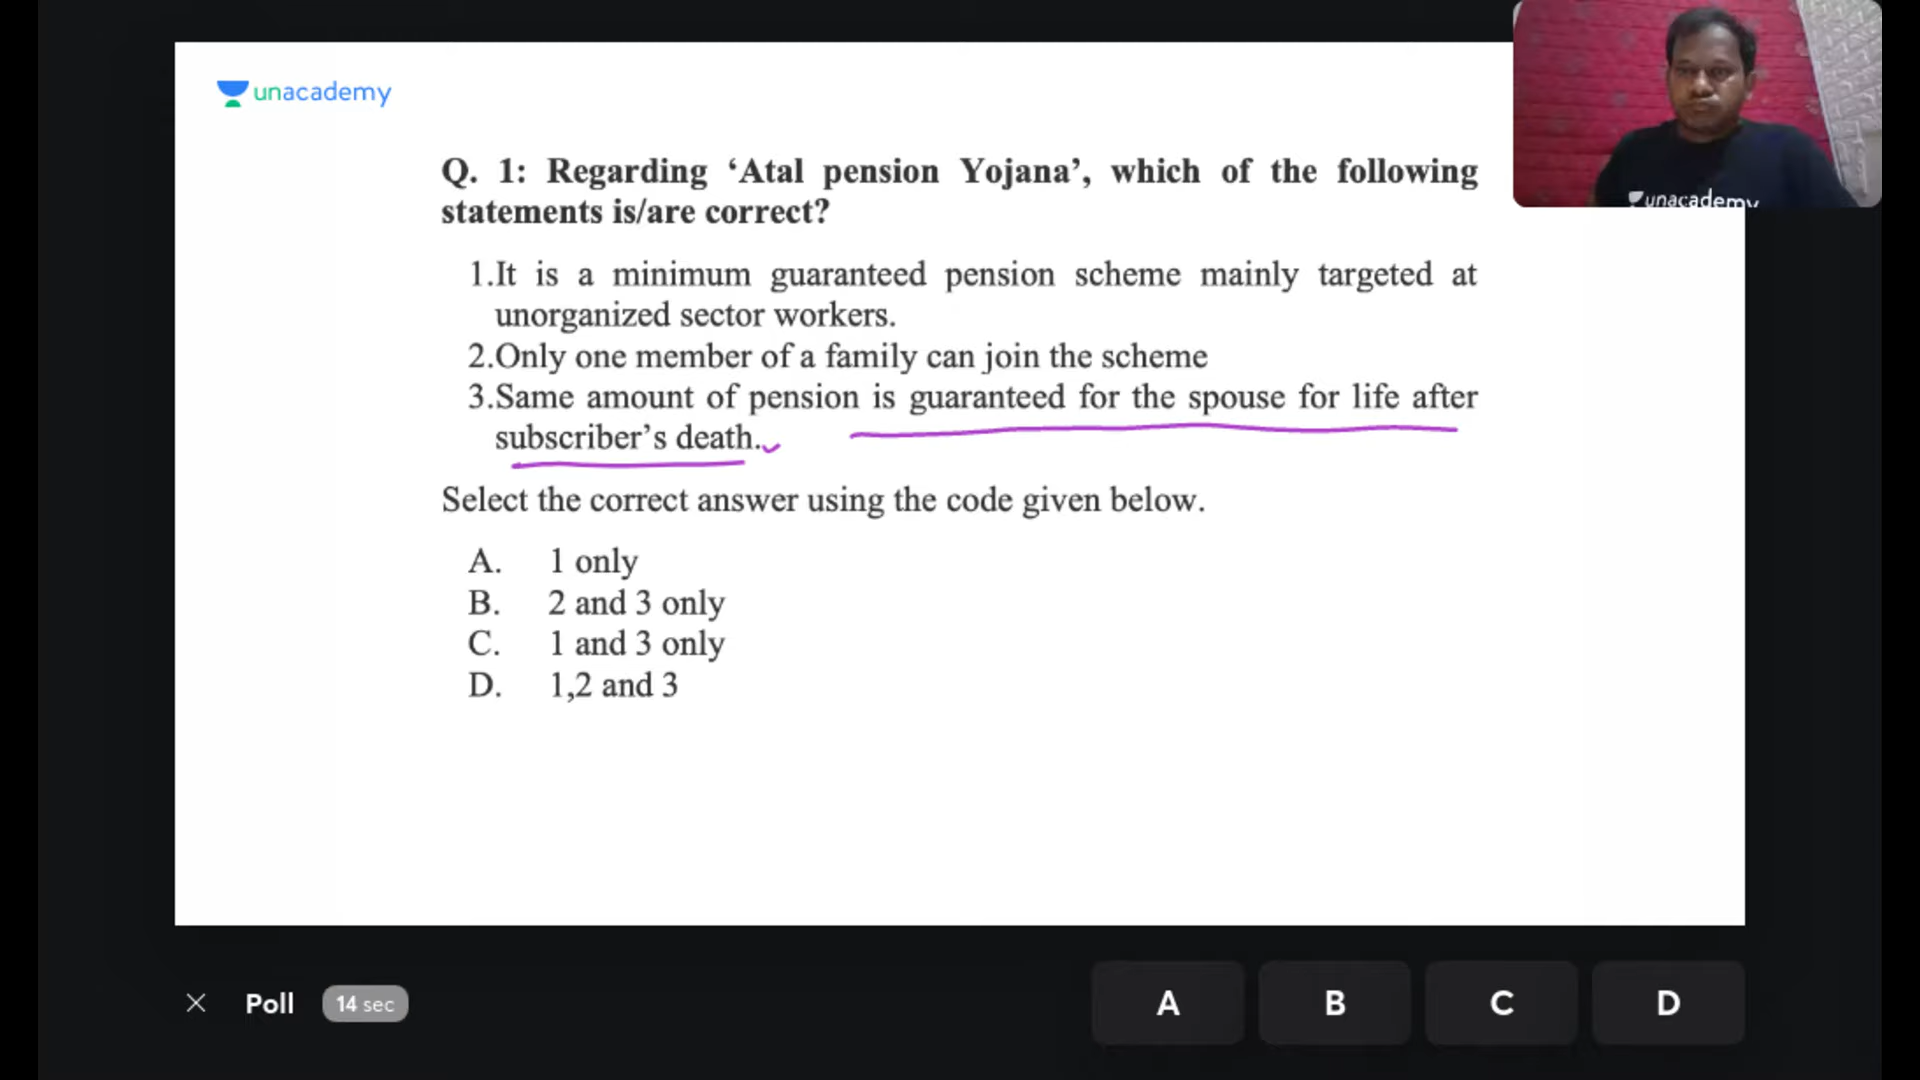 unacademy
Q. 1: Regarding ‘Atal pension Yojana’, which of the following
statements is/are correct?
1.It is a minimum guaranteed pension scheme mainly targeted at
unorganized sector workers.
2.Only one member of a family can join the scheme
3.Same amount of pension is guaranteed for the spouse for life after
subscriber’s death.
Select the correct answer using the code given below.
A. 1 only
B. 2 and 3 only
C. 1 and 3 only
D. 1,2 and 3
unacademy
Poll 14 sec
A B C D